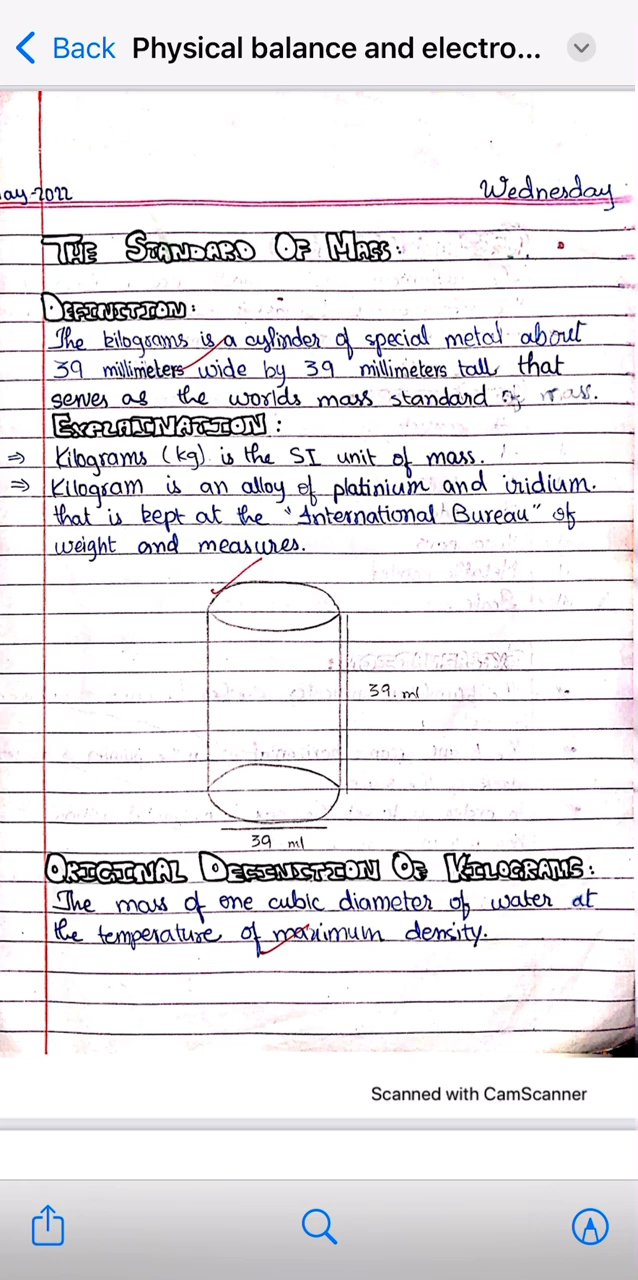 Back Physical balance and electro...
ay-2022 Wednesday
THE STANDARD OF MASS:
DEFINITION:
The kilograms is a cylinder of special metal about
39 millimeters wide by 39 millimeters tall that
serves as the worlds mass standard of mass.
EXPLAINATION:
⇒ Kilograms (kg) is the SI unit of mass.
⇒ Kilogram is an alloy of platinium and iridium.
that is kept at the "International Bureau" of
weight and measures.
39. ml
39 ml
ORIGINAL DEFINITION OF KILOGRAMS:
The mass of one cubic diameter of water at
the temperature of maximum density.
Scanned with CamScanner